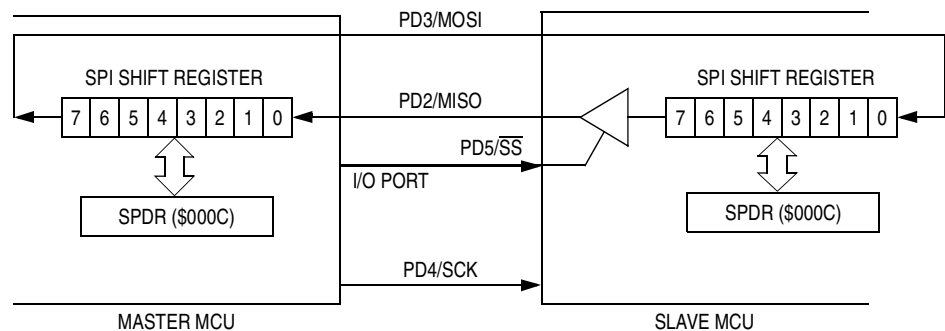 PD3/MOSI
SPI SHIFT REGISTER
SPI SHIFT REGISTER
7 6 5 4 3 2 1 0
PD2/MISO
7 6 5 4 3 2 1 0
PD5/SS
I/O PORT
SPDR ($000C)
SPDR ($000C)
PD4/SCK
MASTER MCU
SLAVE MCU